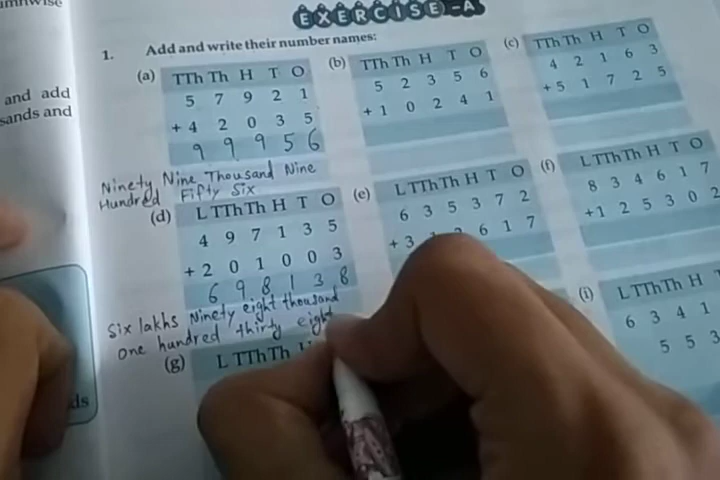 EXERCISE -A
1. Add and write their number names:
and add
sands and
(a) TTh Th H T O
5 7 9 2 1
+ 4 2 0 3 5
9 9 9 5 6
Ninety Nine Thousand Nine
Hundred Fifty Six
(b) TTh Th H T O
5 2 3 5 6
+ 1 0 2 4 1
(c) TTh Th H T O
4 2 1 6 3
+ 5 1 7 2 5
(d) L TTh Th H T O
4 9 7 1 3 5
+ 2 0 1 0 0 3
6 9 8 1 3 8
Six lakhs Ninety eight thousand
one hundred thirty eight
(e) L TTh Th H T O
6 3 5 3 7 2
+ 3 1 2 6 1 7
(f) L TTh Th H T O
8 3 4 6 1 7
+ 1 2 5 3 0 2
(g) L TTh Th
(i) L TTh Th H
6 3 4 1
5 5 3